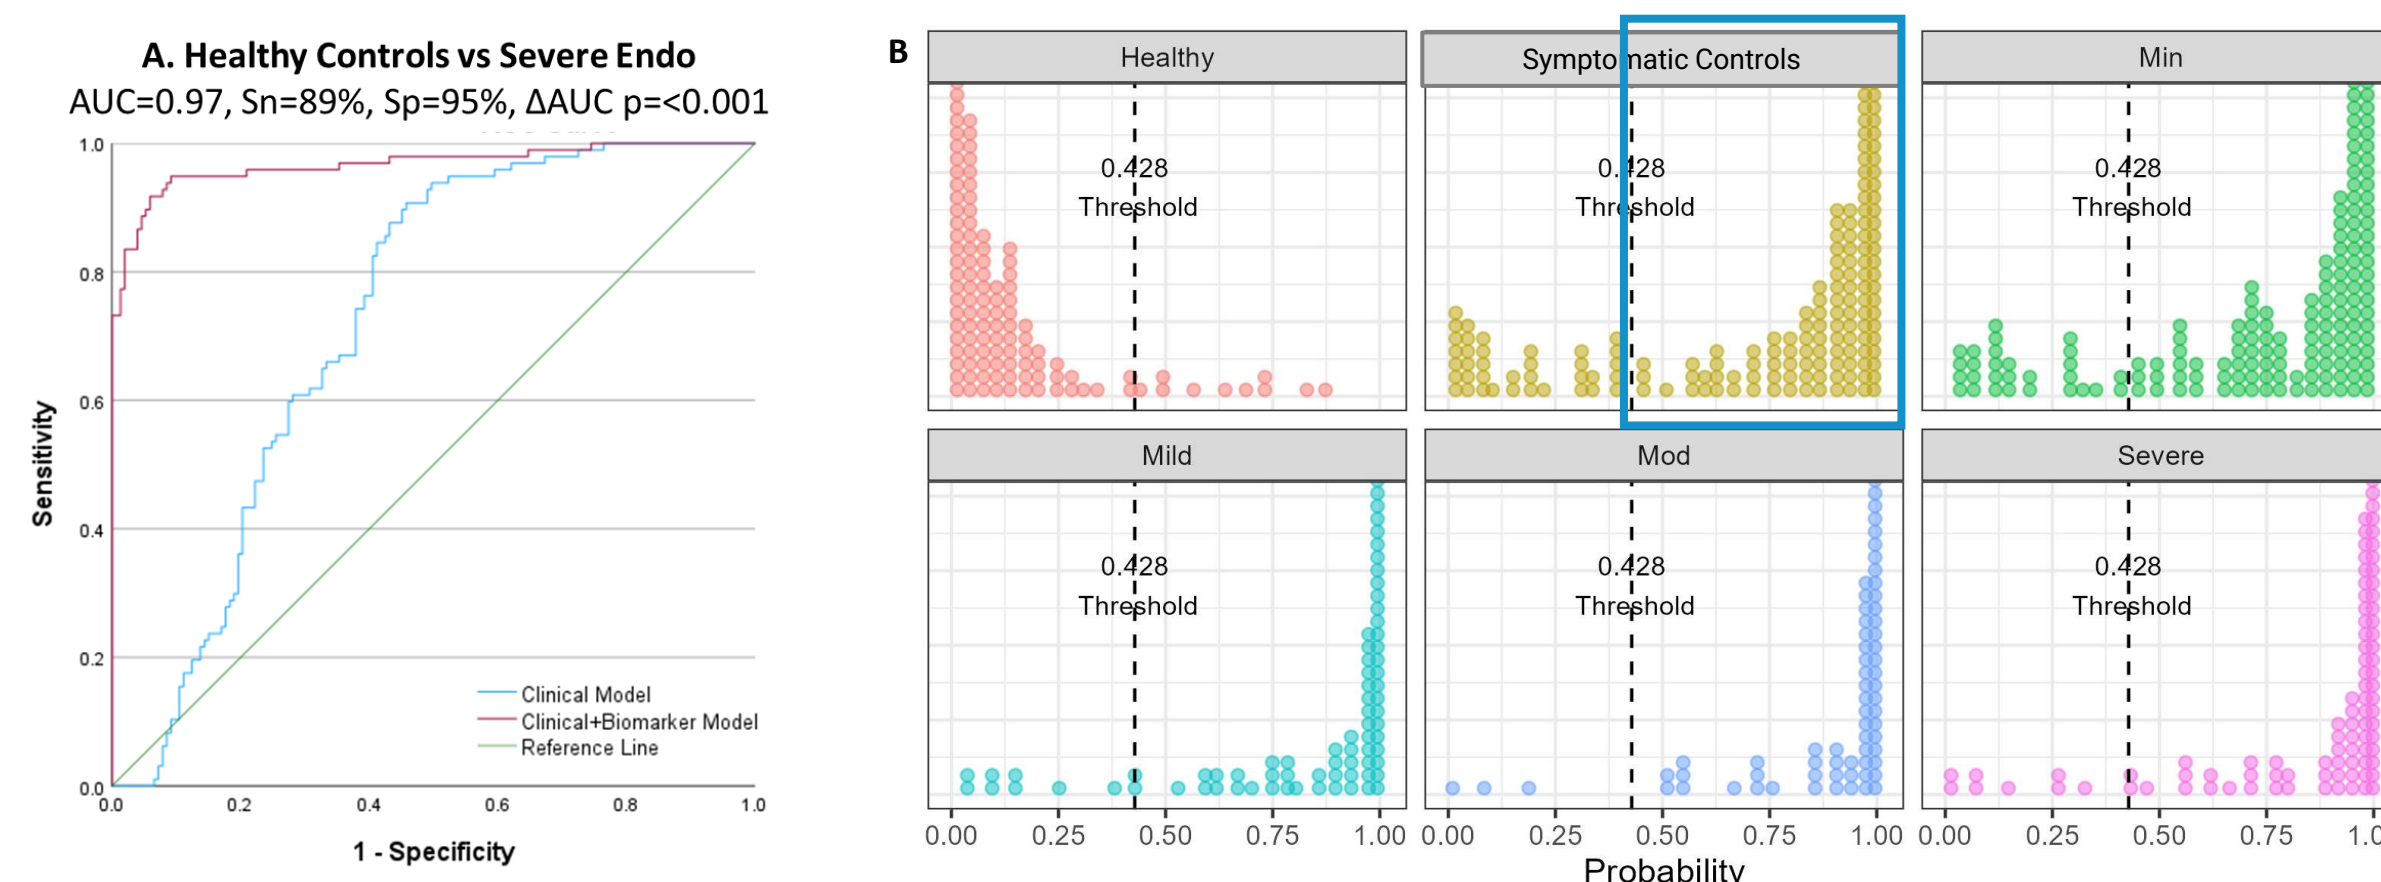 A. Healthy Controls vs Severe Endo
AUC=0.97, Sn=89%, Sp=95%, ΔAUC p=<0.001
1.0
0.8
0.6
0.4
0.2
0.0
Sensitivity
Clinical Model
Clinical+Biomarker Model
Reference Line
0.0 0.2 0.4 0.6 0.8 1.0
1 - Specificity
B
Healthy
Symptomatic Controls
Min
0.428
Threshold
0.428
Threshold
0.428
Threshold
Mild
Mod
Severe
0.428
Threshold
0.428
Threshold
0.428
Threshold
0.00 0.25 0.50 0.75 1.00
0.00 0.25 0.50 0.75 1.00
0.00 0.25 0.50 0.75 1.0
Probability